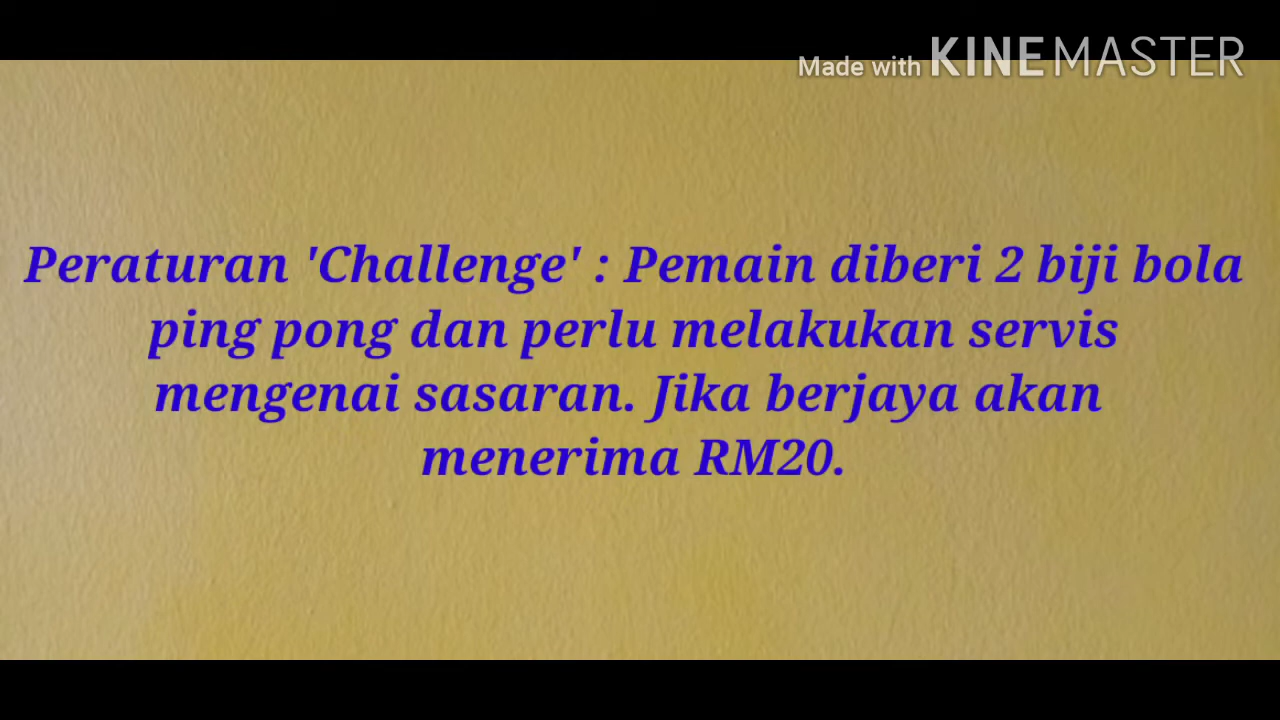 Made with KINEMASTER
Peraturan 'Challenge' : Pemain diberi 2 biji bola
ping pong dan perlu melakukan servis
mengenai sasaran. Jika berjaya akan
menerima RM20.